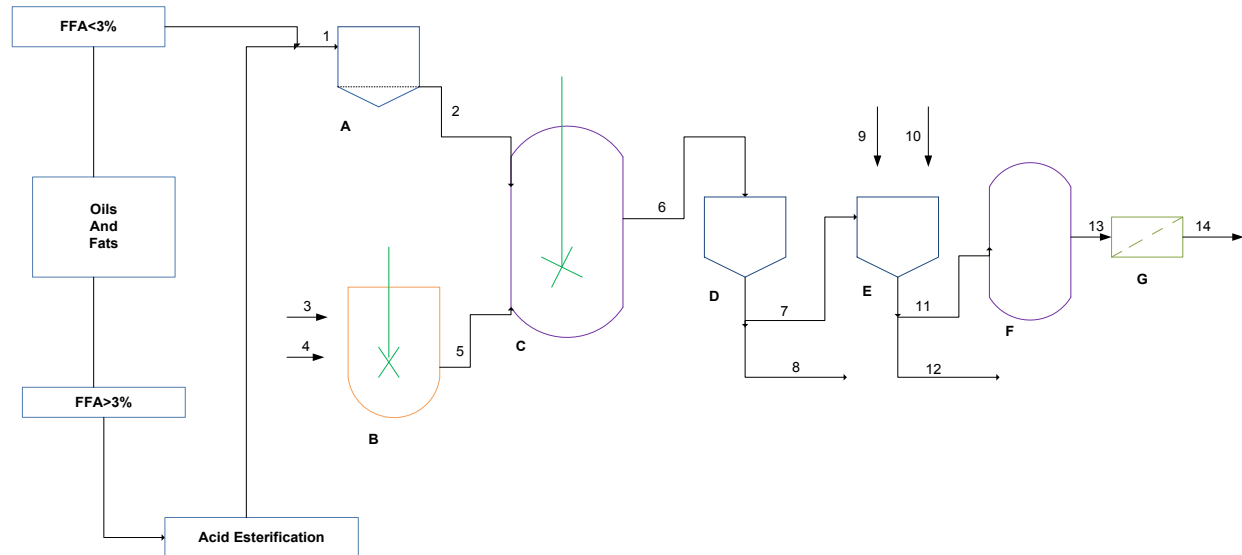 FFA<3%
1
2
A
9
10
Oils
And
Fats
6
13
14
G
D
7
E
11
F
3
4
5
C
8
12
FFA>3%
B
Acid Esterification